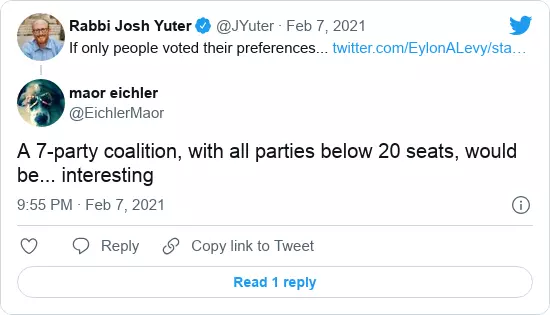 Rabbi Josh Yuter @JYuter · Feb 7, 2021
If only people voted their preferences... twitter.com/EylonALevy/sta...
maor eichler
@EichlerMaor
A 7-party coalition, with all parties below 20 seats, would
be... interesting
9:55 PM · Feb 7, 2021
Reply Copy link to Tweet
Read 1 reply